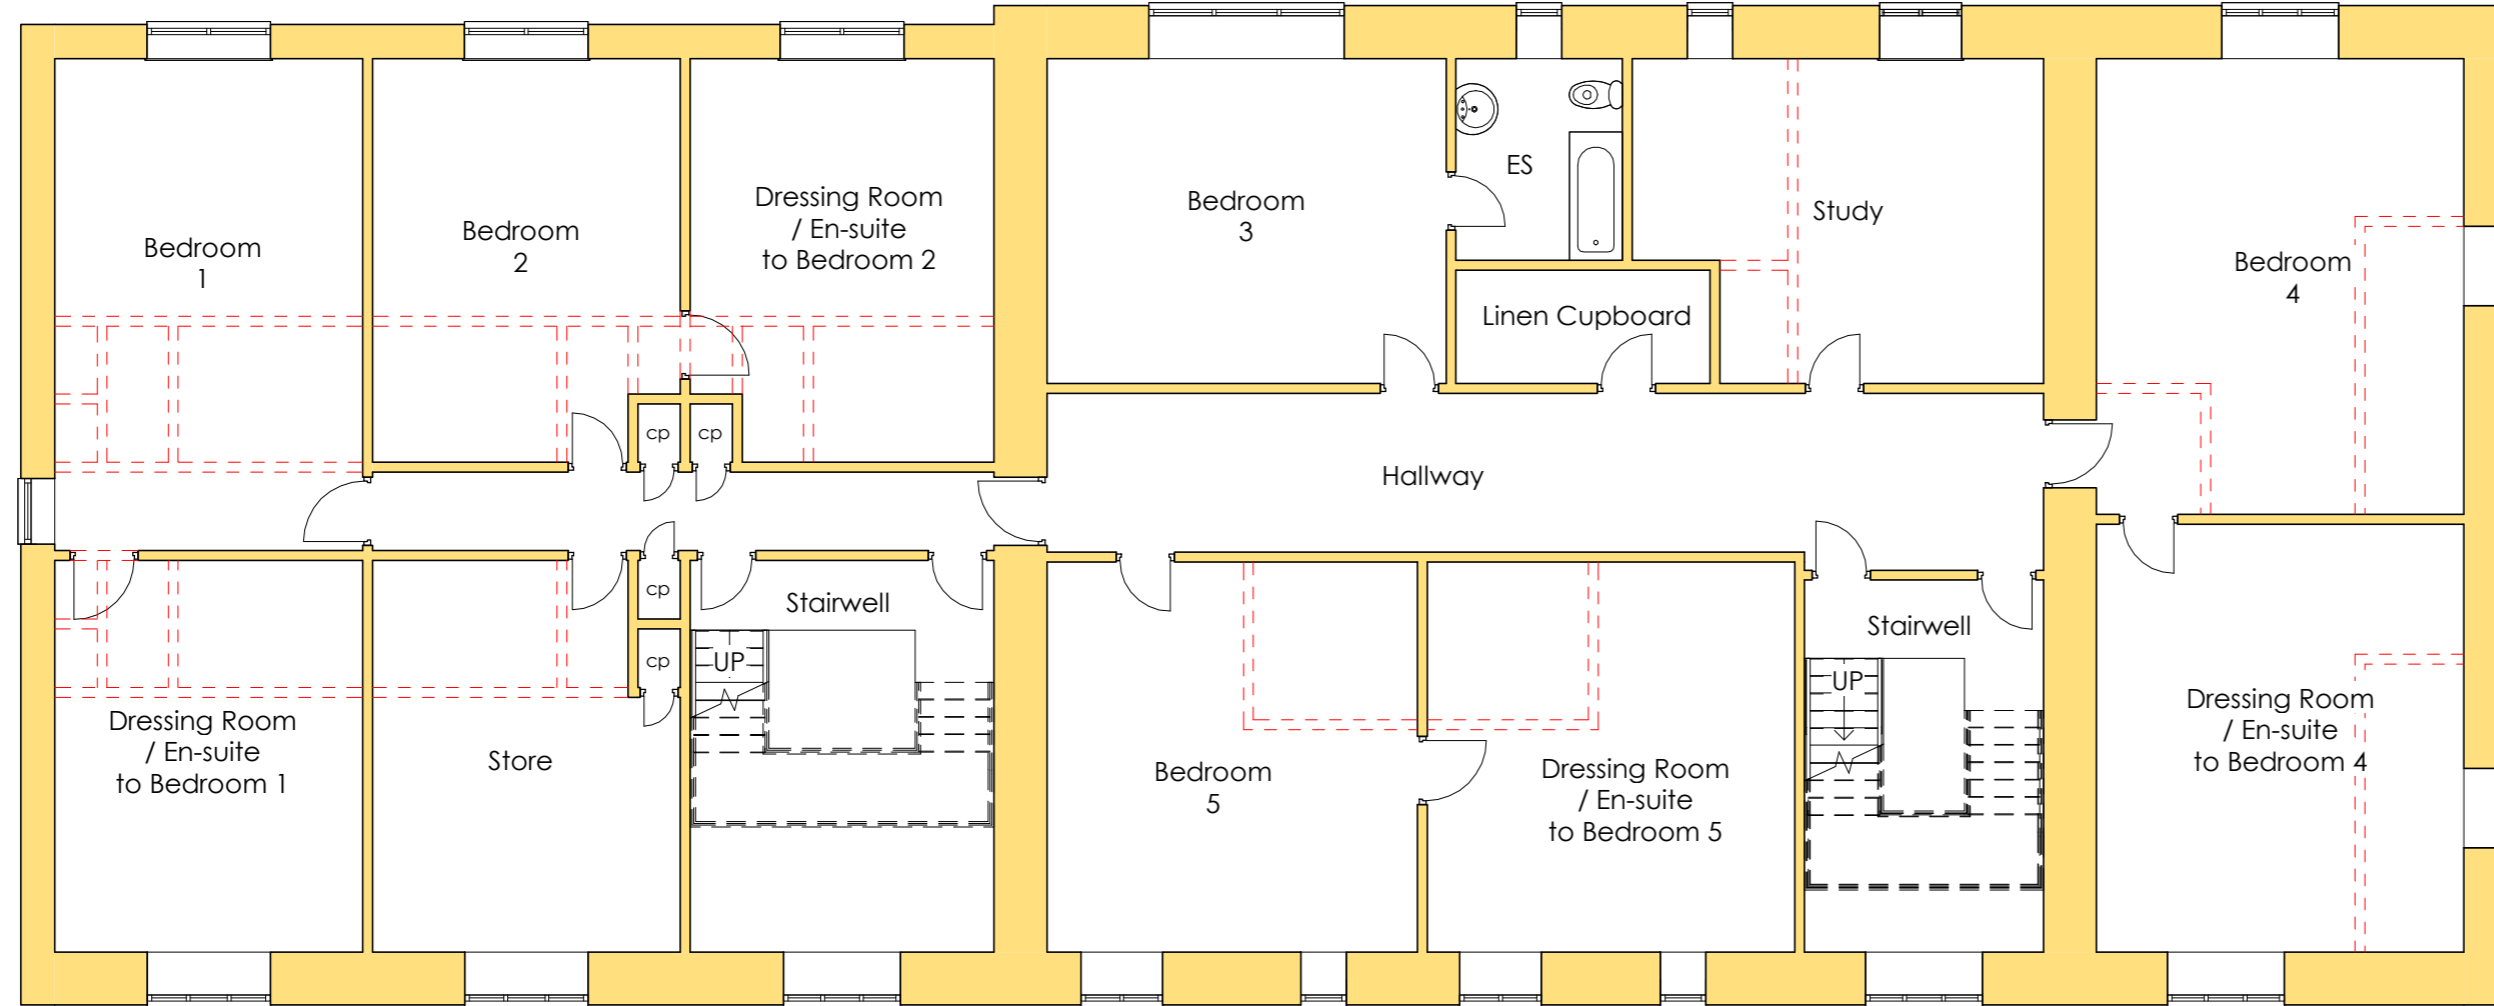 Bedroom
1
Bedroom
2
Dressing Room
/ En-suite
to Bedroom 2
Bedroom
3
ES
Study
Bedroom
4
Linen Cupboard
cp
cp
Hallway
cp
cp
Stairwell
UP
Stairwell
UP
Dressing Room
/ En-suite
to Bedroom 1
Store
Bedroom
5
Dressing Room
/ En-suite
to Bedroom 5
Dressing Room
/ En-suite
to Bedroom 4